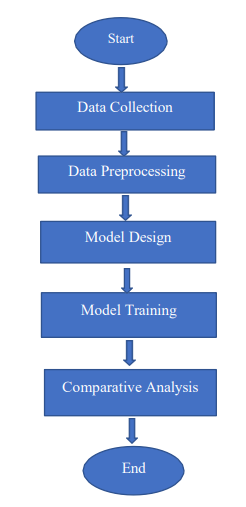 Start
Data Collection
Data Preprocessing
Model Design
Model Training
Comparative Analysis
End